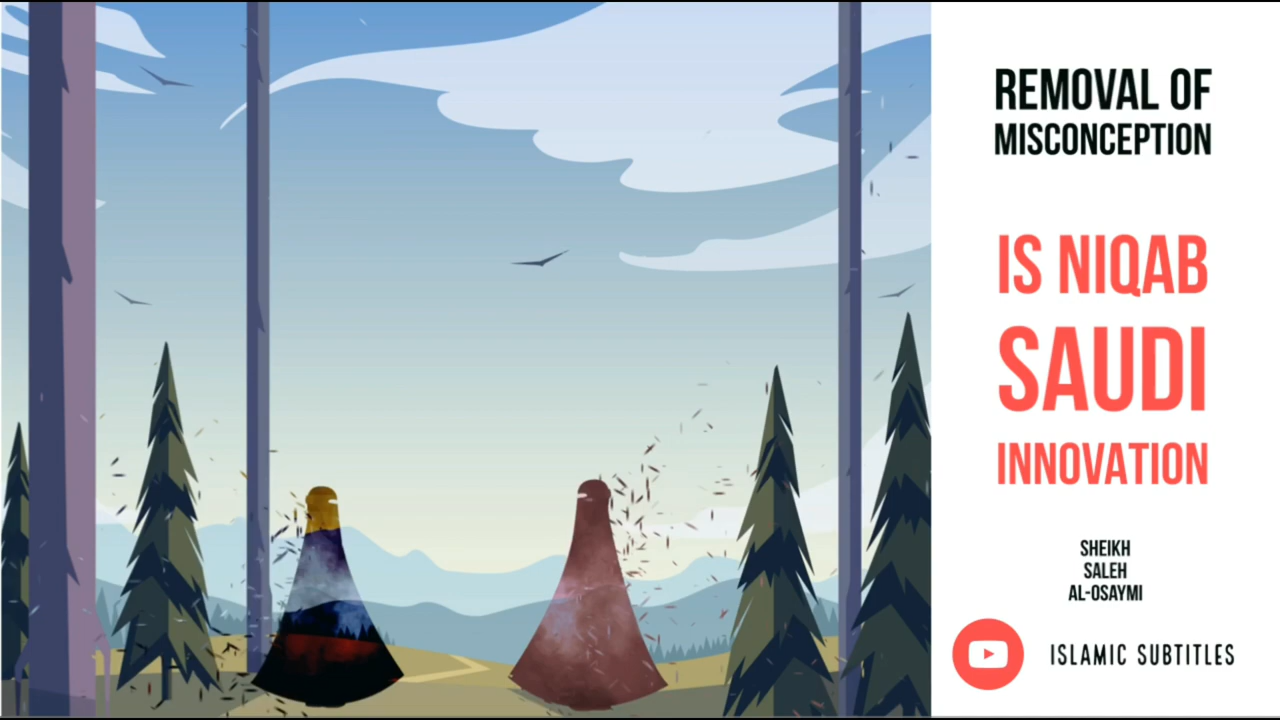 REMOVAL OF
MISCONCEPTION
IS NIQAB
SAUDI
INNOVATION
SHEIKH
SALEH
AL-OSAYMI
ISLAMIC SUBTITLES